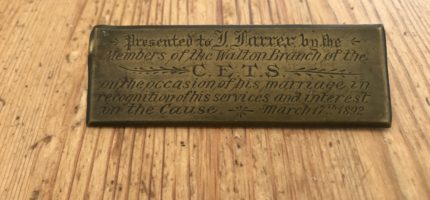 Presented to J. Farrer, by the
Members of the Walton Branch of the
C.E.T.S.
on the occasion of his marriage in
recognition of his services and interest
in the Cause March 17th 1892